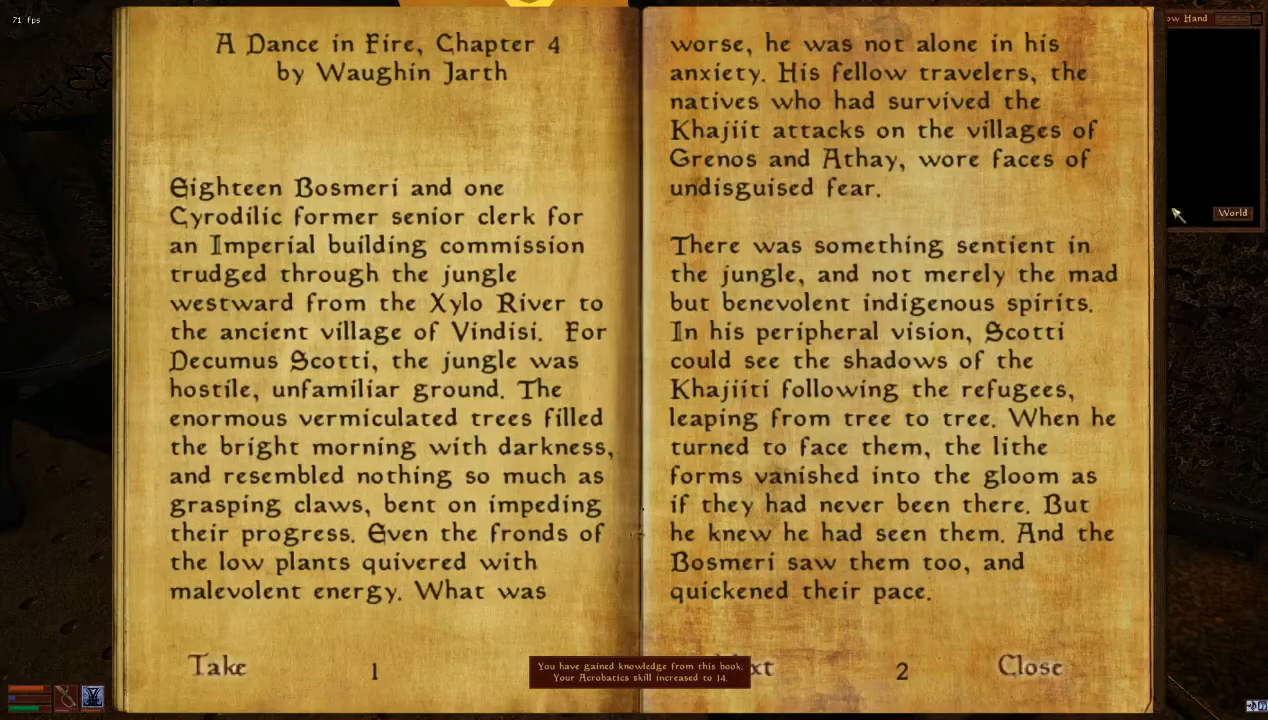 71 fps
ow Hand
A Dance in Fire, Chapter 4
by Waughin Jarth
Eighteen Bosmeri and one
Cyrodilic former senior clerk for
an Imperial building commission
trudged through the jungle
westward from the Xylo River to
the ancient village of Vindisi. For
Decumus Scotti, the jungle was
hostile, unfamiliar ground. The
enormous vermiculated trees filled
the bright morning with darkness,
and resembled nothing so much as
grasping claws, bent on impeding
their progress. Even the fronds of
the low plants quivered with
malevolent energy. What was
worse, he was not alone in his
anxiety. His fellow travelers, the
natives who had survived the
Khajiit attacks on the villages of
Grenos and Athay, wore faces of
undisguised fear.
There was something sentient in
the jungle, and not merely the mad
but benevolent indigenous spirits.
In his peripheral vision, Scotti
could see the shadows of the
Khajiiti following the refugees,
leaping from tree to tree. When he
turned to face them, the lithe
forms vanished into the gloom as
if they had never been there. But
he knew he had seen them. And the
Bosmeri saw them too, and
quickened their pace.
World
Take
1
You have gained knowledge from this book.
Your Acrobatics skill increased to 14.
xt
2
Close